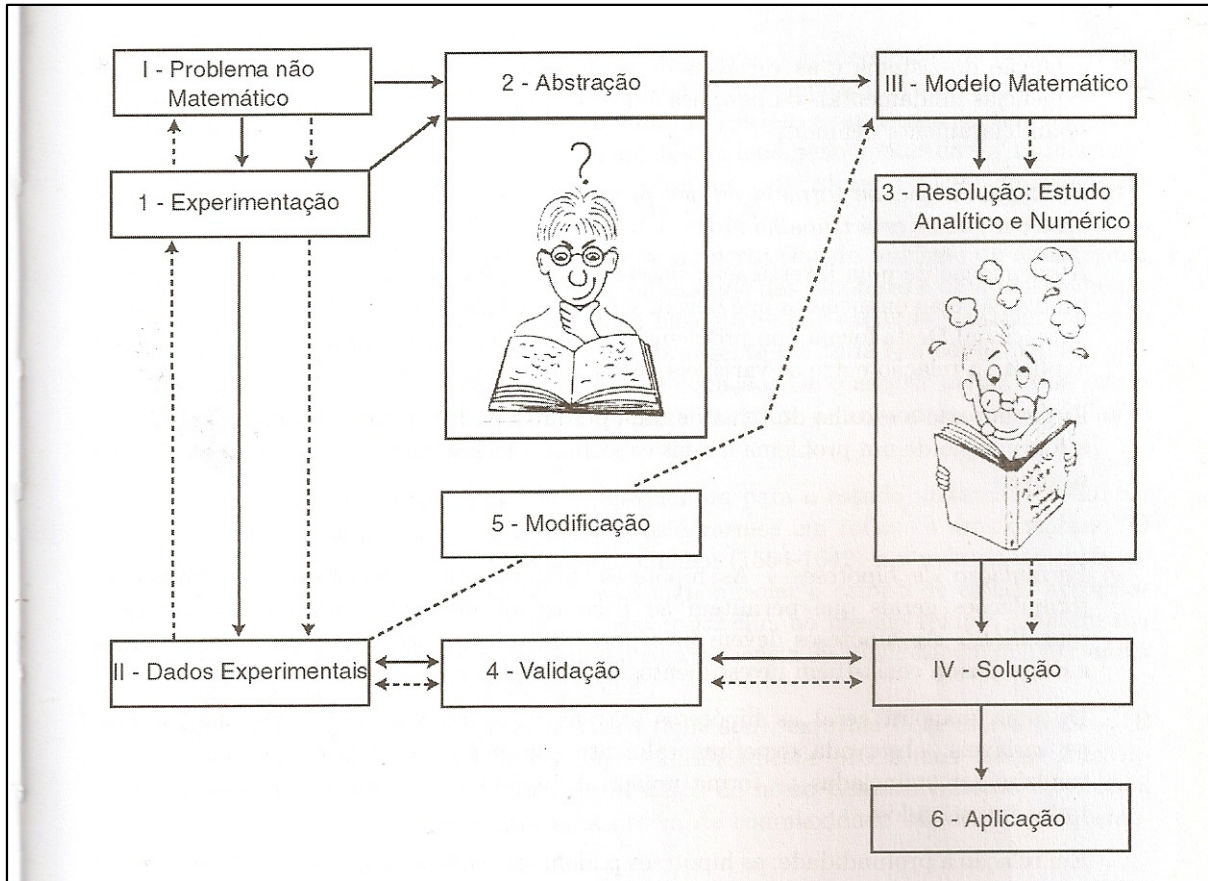 I - Problema não
Matemático
2 - Abstração
III - Modelo Matemático
?
1 - Experimentação
3 - Resolução: Estudo
Analítico e Numérico
5 - Modificação
II - Dados Experimentais
4 - Validação
IV - Solução
6 - Aplicação